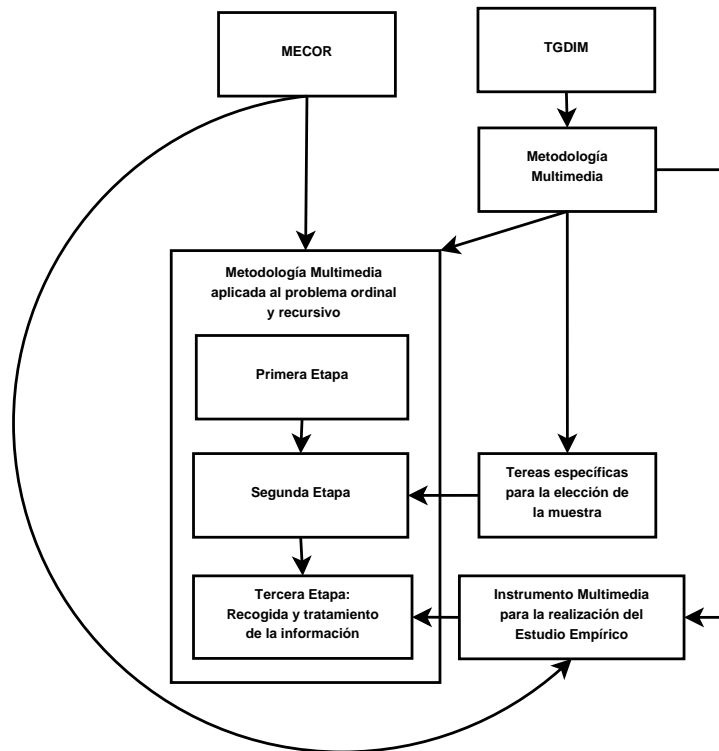 MECOR
TGDIM
Metodología
Multimedia
Metodología Multimedia
aplicada al problema ordinal
y recursivo
Primera Etapa
Segunda Etapa
Tereas específicas
para la elección de
la muestra
Tercera Etapa:
Recogida y tratamiento
de la información
Instrumento Multimedia
para la realización del
Estudio Empírico